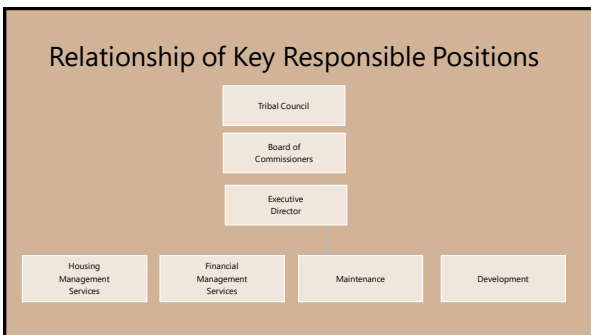 Relationship of Key Responsible Positions
Tribal Council
Board of
Commissioners
Executive
Director
Housing
Management
Services
Financial
Management
Services
Maintenance
Development